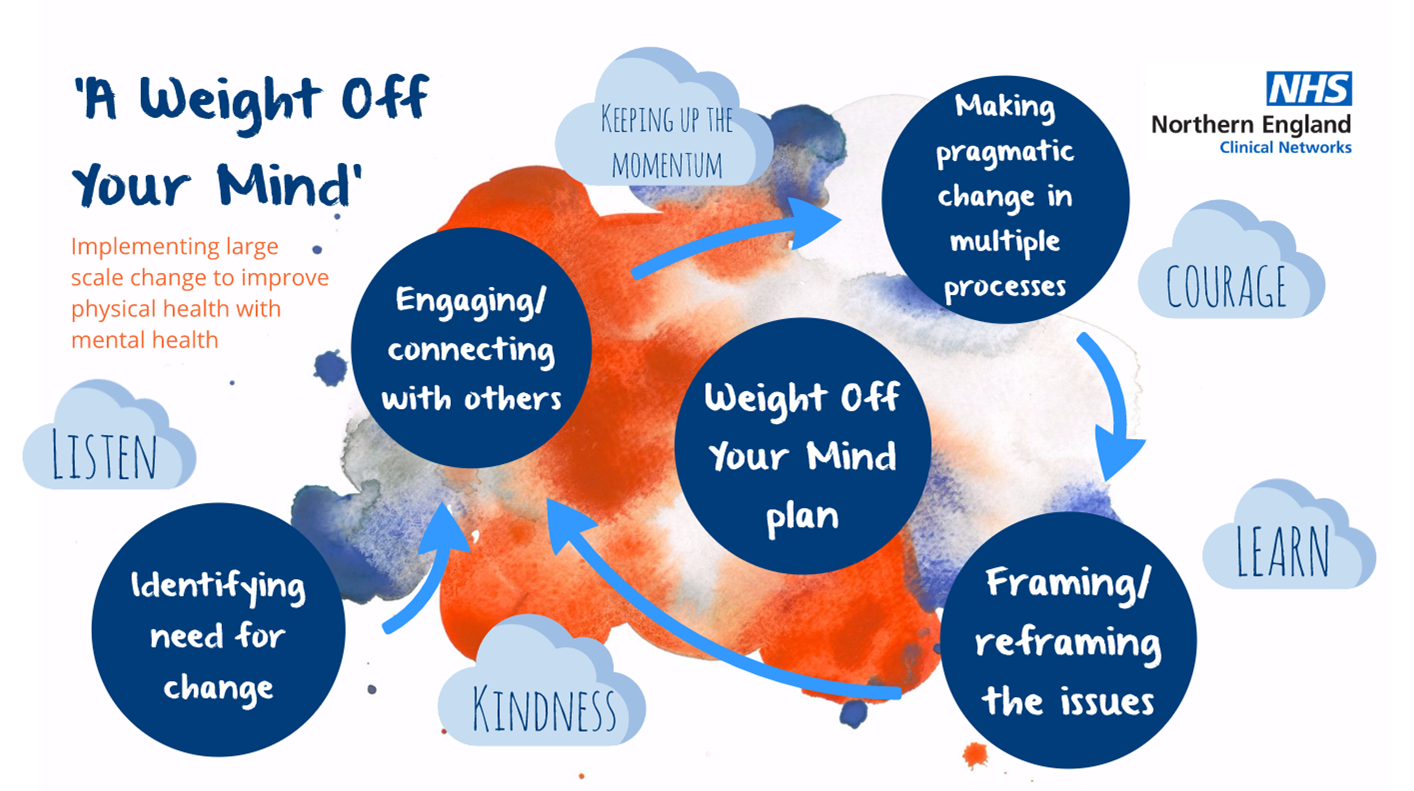 'A Weight Off
Your Mind'
Implementing large
scale change to improve
physical health with
mental health
KEEPING UP THE
MOMENTUM
Making
pragmatic
change in
multiple
processes
NHS
Northern England
Clinical Networks
COURAGE
Engaging/
connecting
with others
Weight Off
Your Mind
plan
LISTEN
Identifying
need for
change
KINDNESS
Framing/
reframing
the issues
LEARN